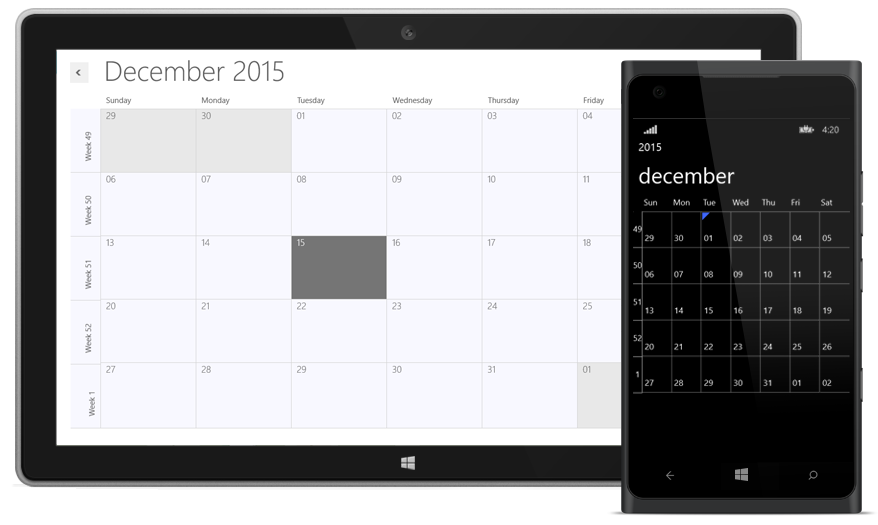 December 2015
Sunday Monday Tuesday Wednesday Thursday Friday
Week 49 29 30 01 02 03 04
Week 50 06 07 08 09 10 11
Week 51 13 14 15 16 17 18
Week 52 20 21 22 23 24 25
Week 1 27 28 29 30 31 01
4:20
2015
december
Sun Mon Tue Wed Thu Fri Sat
49 29 30 01 02 03 04 05
50 06 07 08 09 10 11 12
51 13 14 15 16 17 18 19
52 20 21 22 23 24 25 26
1 27 28 29 30 31 01 02